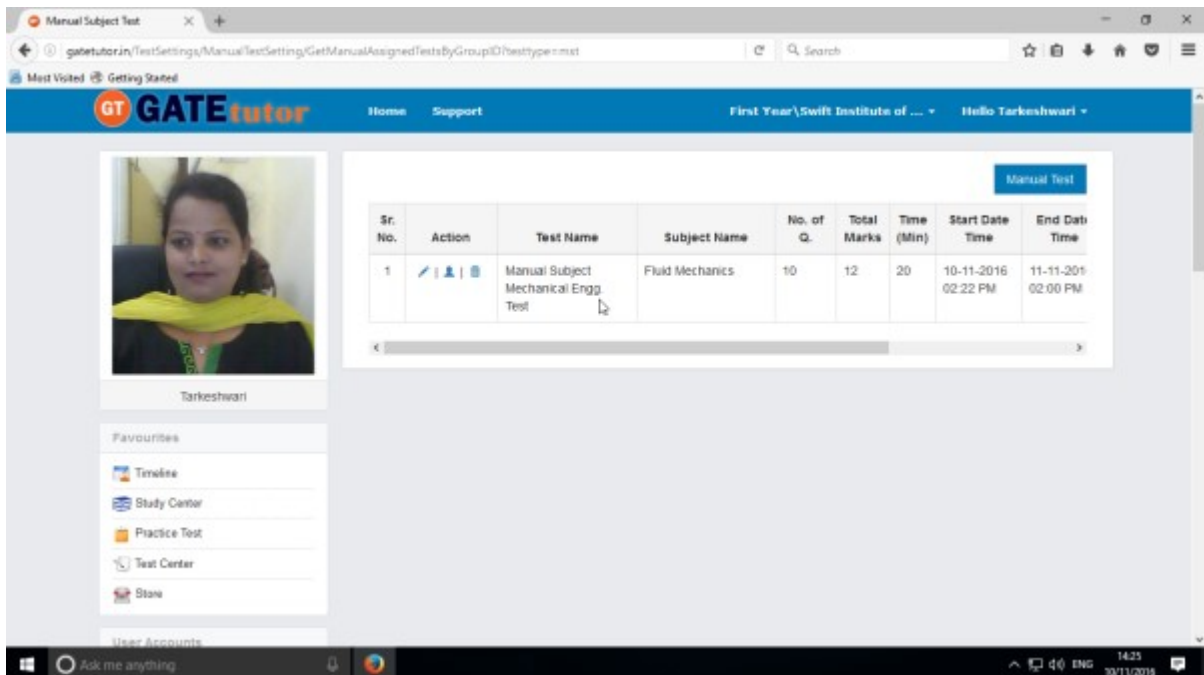 Manual Subject Test
gatetutor.in/TestSettings/ManualTestSetting/GetManualAssignedTestsByGroupID?testtype=mst
Search
Most Visited Getting Started
GT GATEtutor Home Support First Year\Swift Institute of .... Hello Tarkeshwari
Manual Test
Sr. No. Action Test Name Subject Name No. of Q. Total Marks Time (Min) Start Date Time End Date Time
1 Manual Subject Fluid Mechanics 10 12 20 10-11-2016 11-11-201
Mechanical Engg. 02:22 PM 02:00 PM
Test
Tarkeshwari
Favourites
Timeline
Study Center
Practice Test
Test Center
Store
User Accounts
Ask me anything
ENG 14:25
10/11/2016